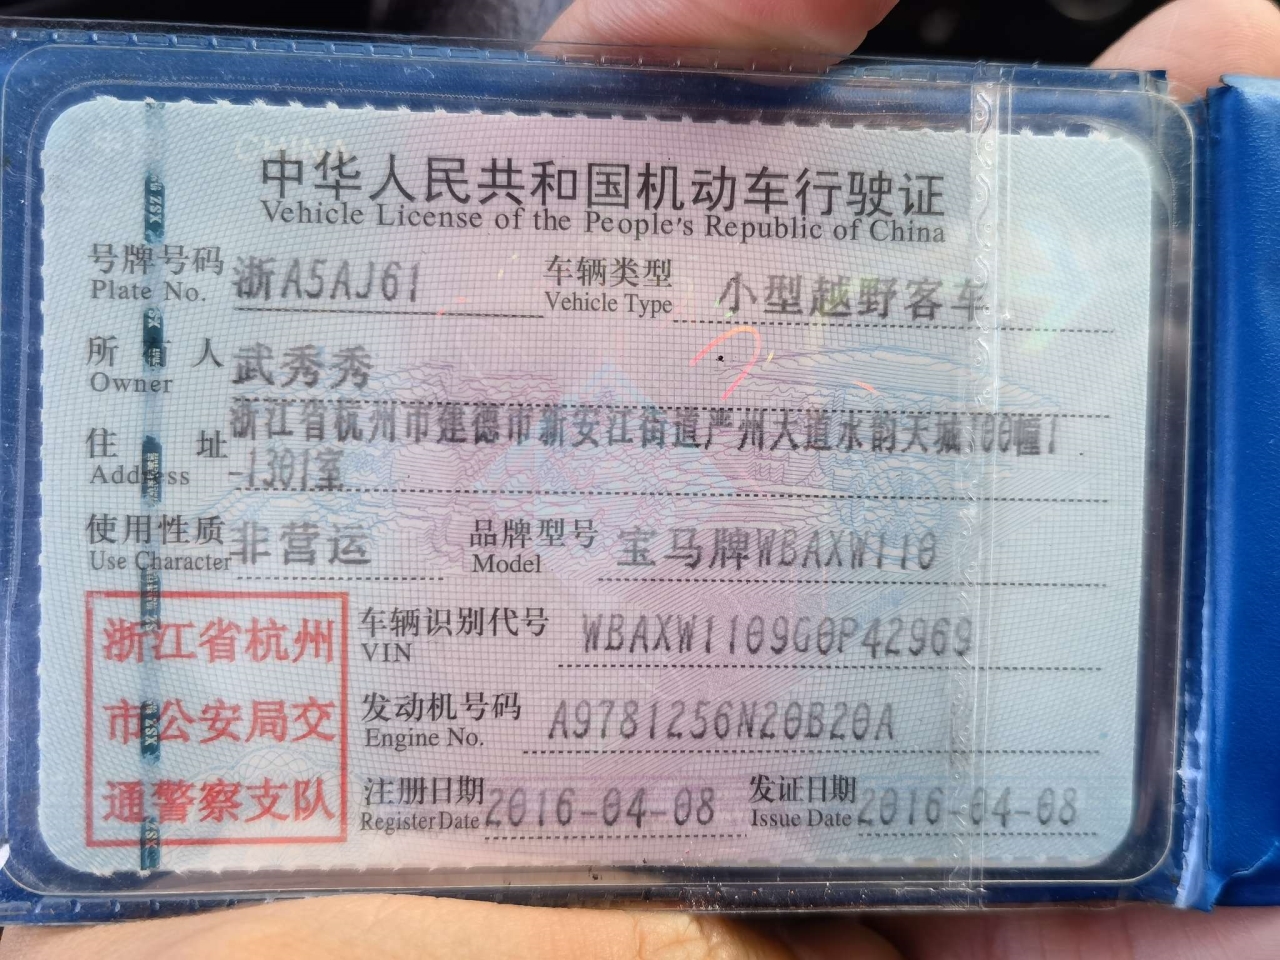 中华人民共和国机动车行驶证
Vehicle License of the People's Republic of China
号牌号码 浙A5AJ61 车辆类型 小型越野客车
Plate No. Vehicle Type
所有人 武秀秀
Owner
住址 浙江省杭州市建德市新安江街道严州大道水韵天城100幢1
Address -1301室
使用性质 非营运 品牌型号 宝马牌WBAXW110
Use Character Model
浙江省杭州
市公安局交
通警察支队
车辆识别代号 WBAXW1109G0P42969
VIN
发动机号码 A9781256N20B20A
Engine No.
注册日期 2016-04-08 发证日期 2016-04-08
Register Date Issue Date